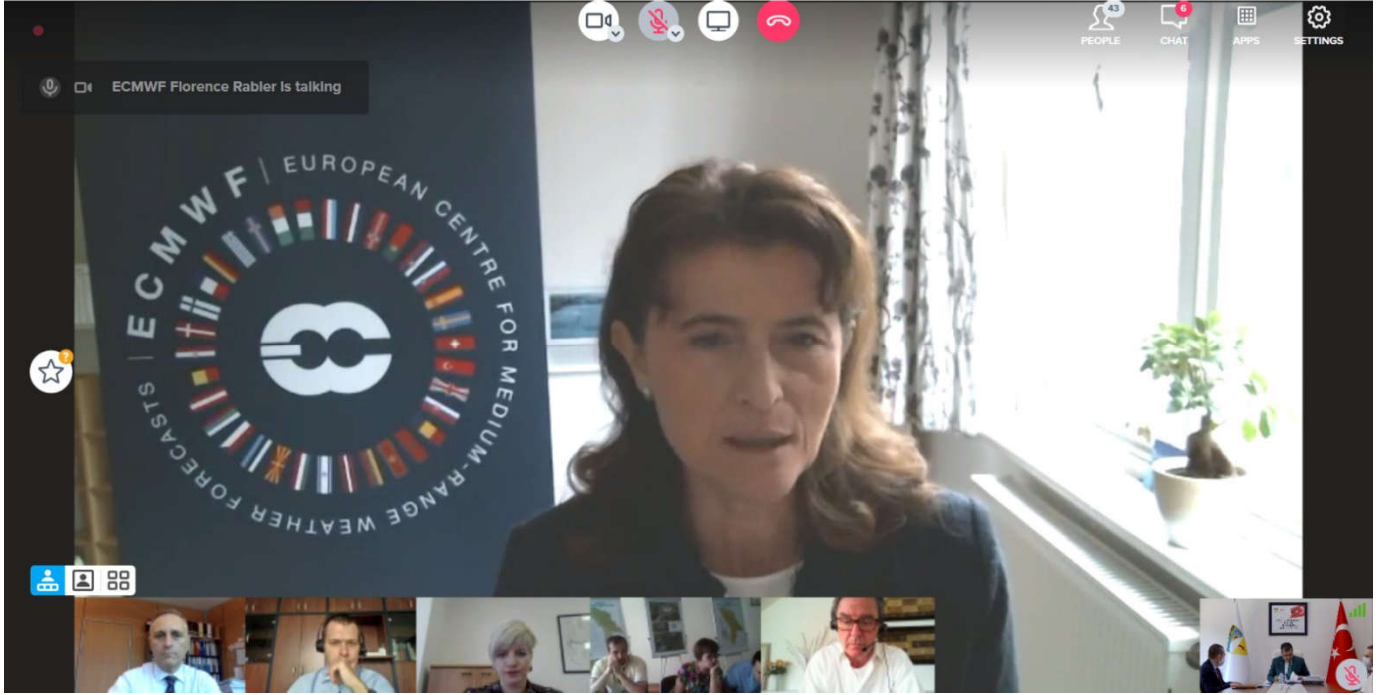 43
6
PEOPLE
CHAT
APPS
SETTINGS
ECMWF Florence Rabier is talking
ECMWF | EUROPEAN CENTRE FOR MEDIUM-RANGE WEATHER FORECASTS |
?